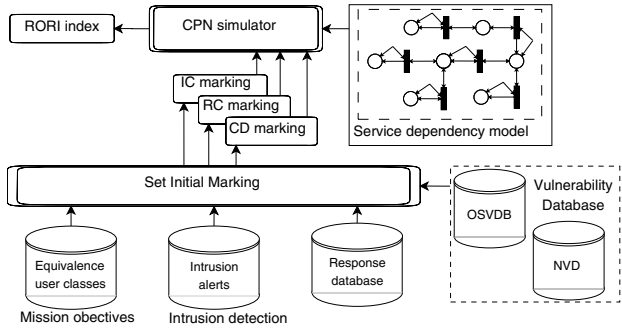 RORI index
CPN simulator
IC marking
RC marking
CD marking
Service dependency model
Set Initial Marking
Vulnerability
Database
OSVDB
NVD
Equivalence
user classes
Intrusion
alerts
Response
database
Mission obectives
Intrusion detection